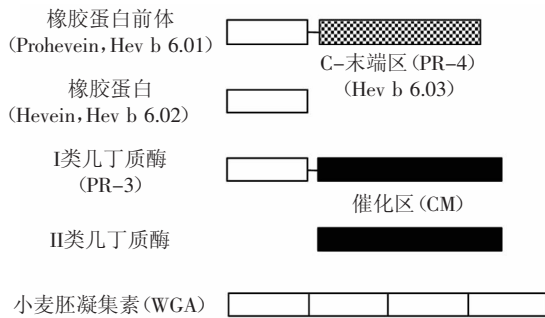 橡胶蛋白前体
(Prohevein,Hev b 6.01)
C-末端区(PR-4)
(Hev b 6.03)
橡胶蛋白
(Hevein,Hev b 6.02)
I类几丁质酶
(PR-3)
催化区(CM)
II类几丁质酶
小麦胚凝集素(WGA)